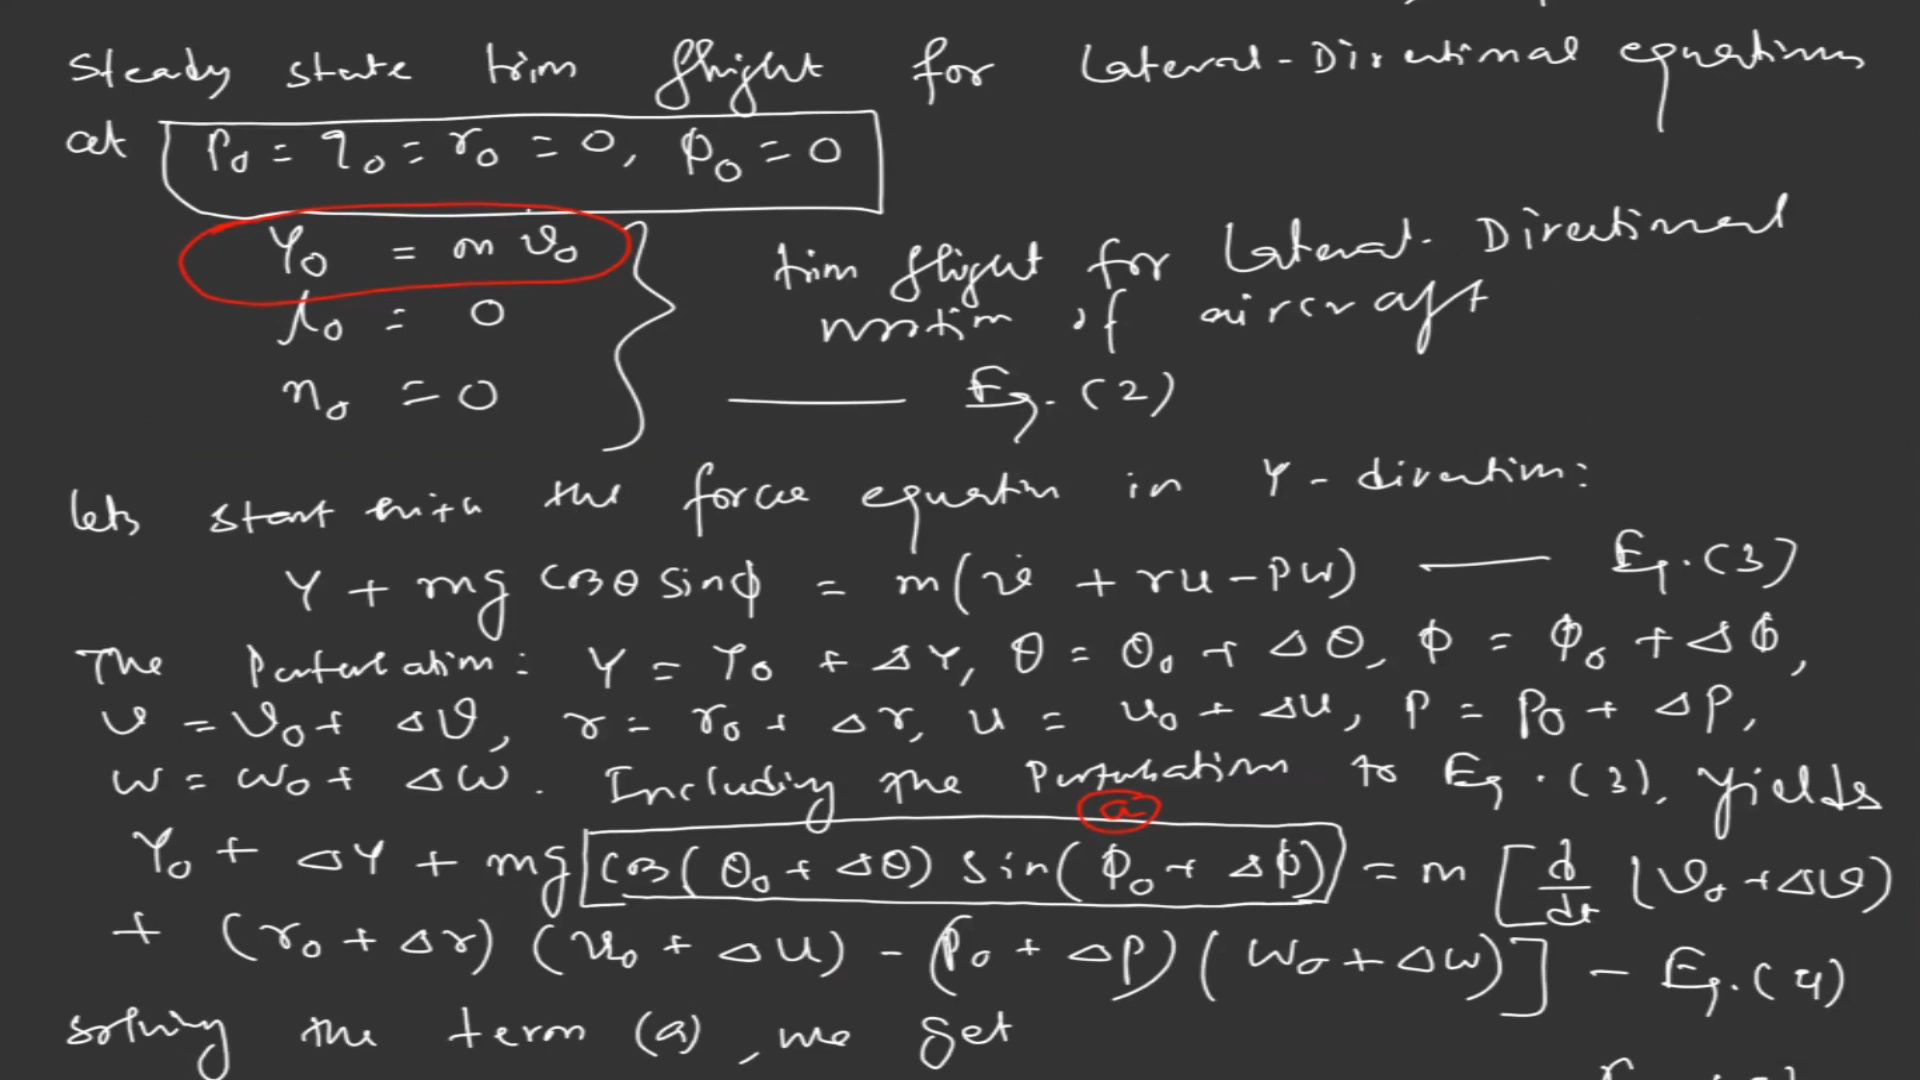 Steady state trim flight for Lateral-Directional equations
at p₀ = q₀ = r₀ = 0, ϕ₀ = 0
Y₀ = m v̇₀
l₀ = 0
n₀ = 0
trim flight for Lateral-Directional
motion of aircraft
—— Eq. (2)
lets start with the force equation in Y-direction:
Y + mg cosθ sinϕ = m(v̇ + ru - pw) —— Eq. (3)
The Perturbation: Y = Y₀ + ΔY, θ = θ₀ + Δθ, ϕ = ϕ₀ + Δϕ,
v = v₀ + Δv, r = r₀ + Δr, u = u₀ + Δu, p = p₀ + Δp,
w = w₀ + Δw. Including the Perturbation to Eq. (3), yields
a
Y₀ + ΔY + mg cos(θ₀ + Δθ) sin(ϕ₀ + Δϕ) = m [d/dt (v₀ + Δv)
+ (r₀ + Δr) (u₀ + Δu) - (p₀ + Δp) (w₀ + Δw)] - Eq. (4)
solving the term (a), we get